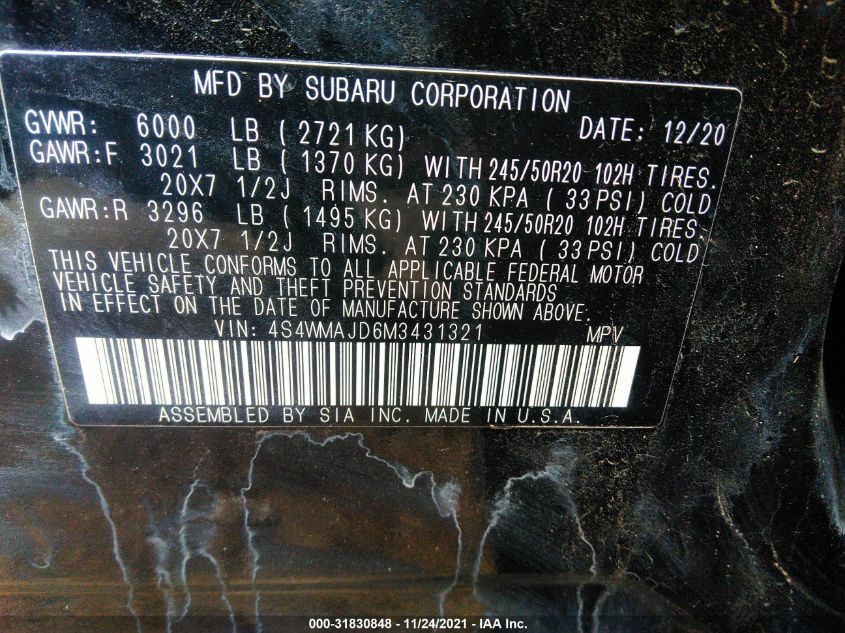 MFD BY SUBARU CORPORATION
GVWR: 6000 LB ( 2721 KG) DATE: 12/20
GAWR:F 3021 LB ( 1370 KG) WITH 245/50R20 102H TIRES.
20X7 1/2J RIMS. AT 230 KPA ( 33 PSI) COLD
GAWR:R 3296 LB ( 1495 KG) WITH 245/50R20 102H TIRES.
20X7 1/2J RIMS. AT 230 KPA ( 33 PSI) COLD
THIS VEHICLE CONFORMS TO ALL APPLICABLE FEDERAL MOTOR
VEHICLE SAFETY AND THEFT PREVENTION STANDARDS
IN EFFECT ON THE DATE OF MANUFACTURE SHOWN ABOVE.
VIN: 4S4WMAJD6M3431321 MPV
ASSEMBLED BY SIA INC. MADE IN U.S.A.
000-31830848 - 11/24/2021 - IAA Inc.